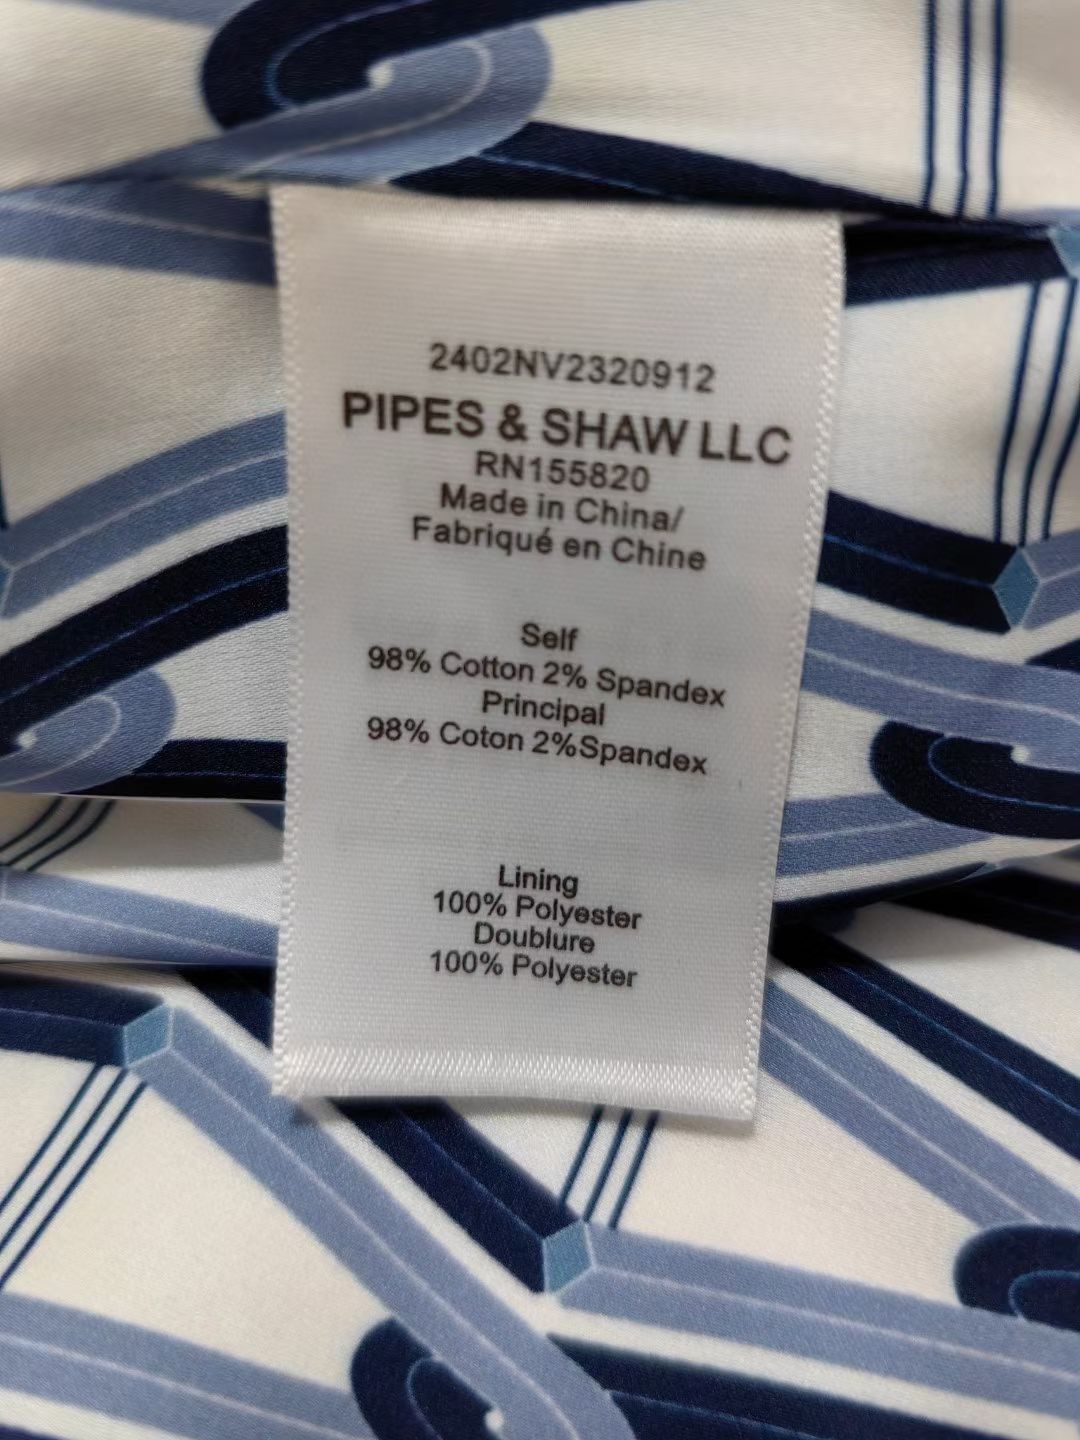 2402NV2320912
PIPES & SHAW LLC
RN155820
Made in China/
Fabriqué en Chine
Self
98% Cotton 2% Spandex
Principal
98% Coton 2%Spandex
Lining
100% Polyester
Doublure
100% Polyester